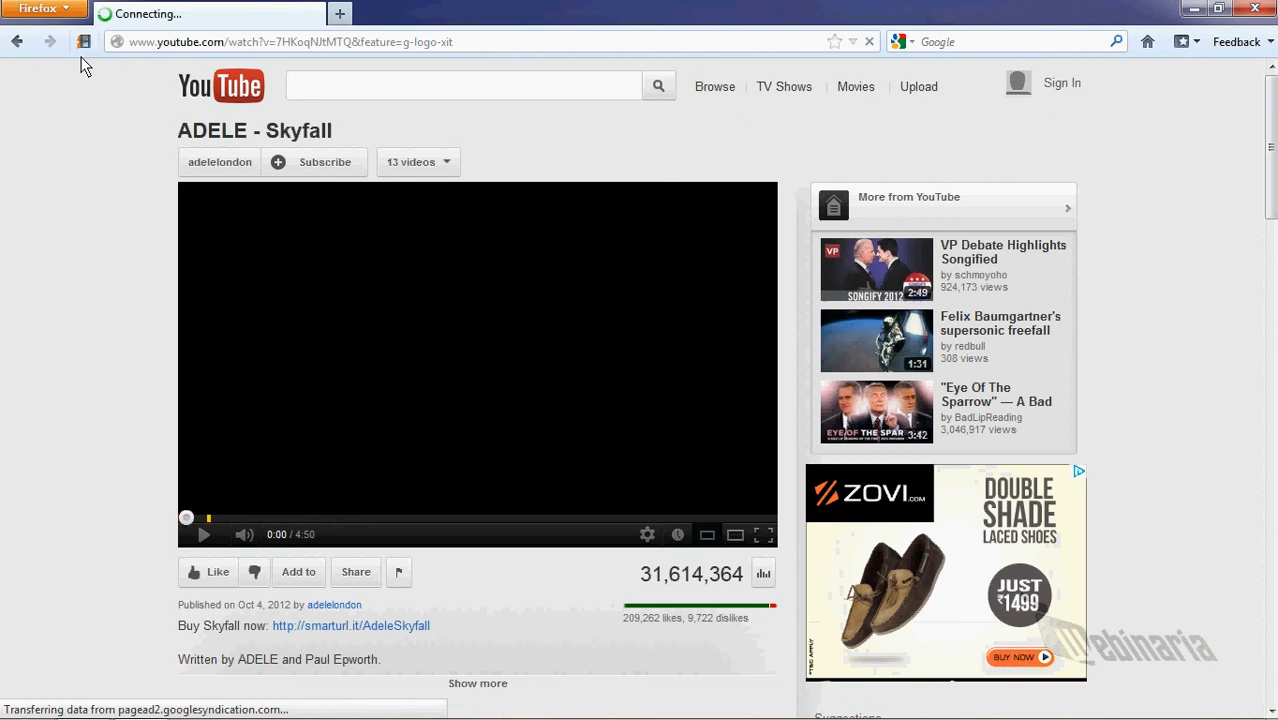 Firefox
Connecting...
www.youtube.com/watch?v=7HKoqNJtMTQ&feature=g-logo-xit
Google
Feedback
YouTube
Browse
TV Shows
Movies
Upload
Sign In
ADELE - Skyfall
adelelondon
Subscribe
13 videos
More from YouTube
VP
SONGIFY 2012
2:49
VP Debate Highlights
Songified
by schmoyoho
924,173 views
1:31
Felix Baumgartner's
supersonic freefall
by redbull
308 views
EYE OF THE SPAR
3:42
"Eye Of The
Sparrow" — A Bad
by BadLipReading
3,046,917 views
0:00 / 4:50
ZOVI.COM
DOUBLE
SHADE
LACED SHOES
JUST
₹1499
BUY NOW
Like
Add to
Share
31,614,364
Published on Oct 4, 2012 by adelelondon
209,262 likes, 9,722 dislikes
Buy Skyfall now: http://smarturl.it/AdeleSkyfall
Written by ADELE and Paul Epworth.
Show more
Webinaria
Suggestions
Transferring data from pagead2.googlesyndication.com...